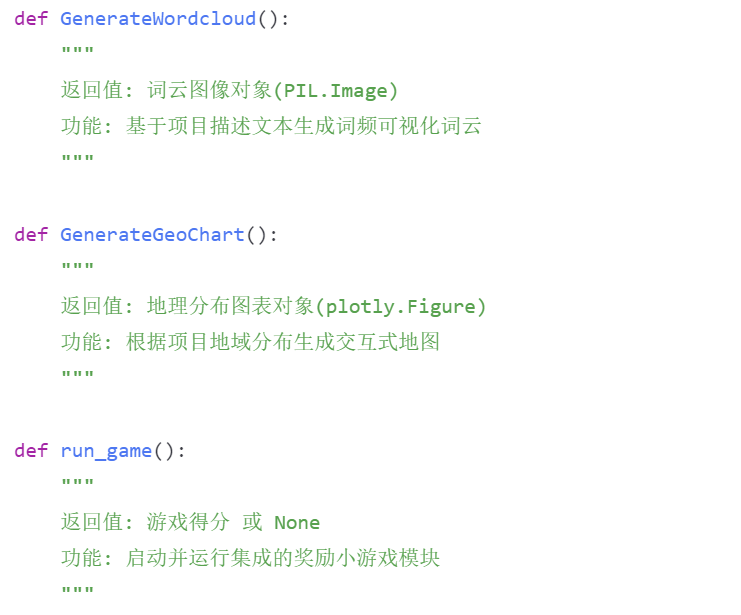 def GenerateWordcloud():
"""
返回值: 词云图像对象(PIL.Image)
功能: 基于项目描述文本生成词频可视化词云
"""
def GenerateGeoChart():
"""
返回值: 地理分布图表对象(plotly.Figure)
功能: 根据项目地域分布生成交互式地图
"""
def run_game():
"""
返回值: 游戏得分 或 None
功能: 启动并运行集成的奖励小游戏模块
"""